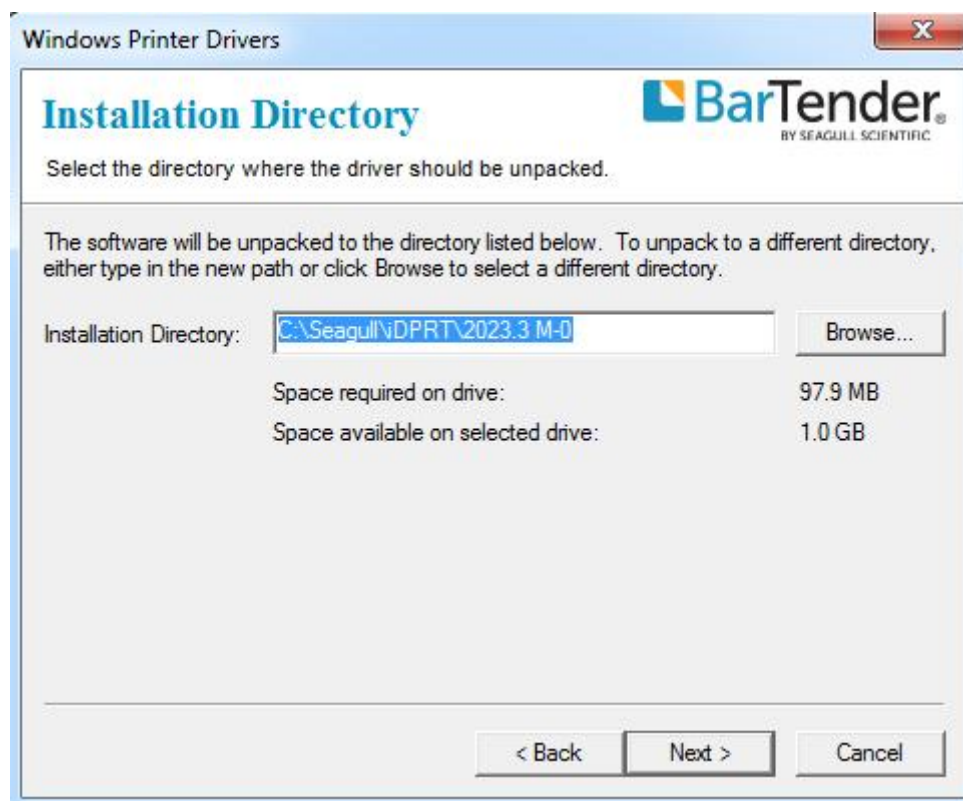 Windows Printer Drivers
X
Installation Directory
BarTender®
BY SEAGULL SCIENTIFIC
Select the directory where the driver should be unpacked.
The software will be unpacked to the directory listed below. To unpack to a different directory,
either type in the new path or click Browse to select a different directory.
Installation Directory: C:\Seagull\iDPRT\2023.3 M-0 Browse...
Space required on drive: 97.9 MB
Space available on selected drive: 1.0 GB
< Back Next > Cancel